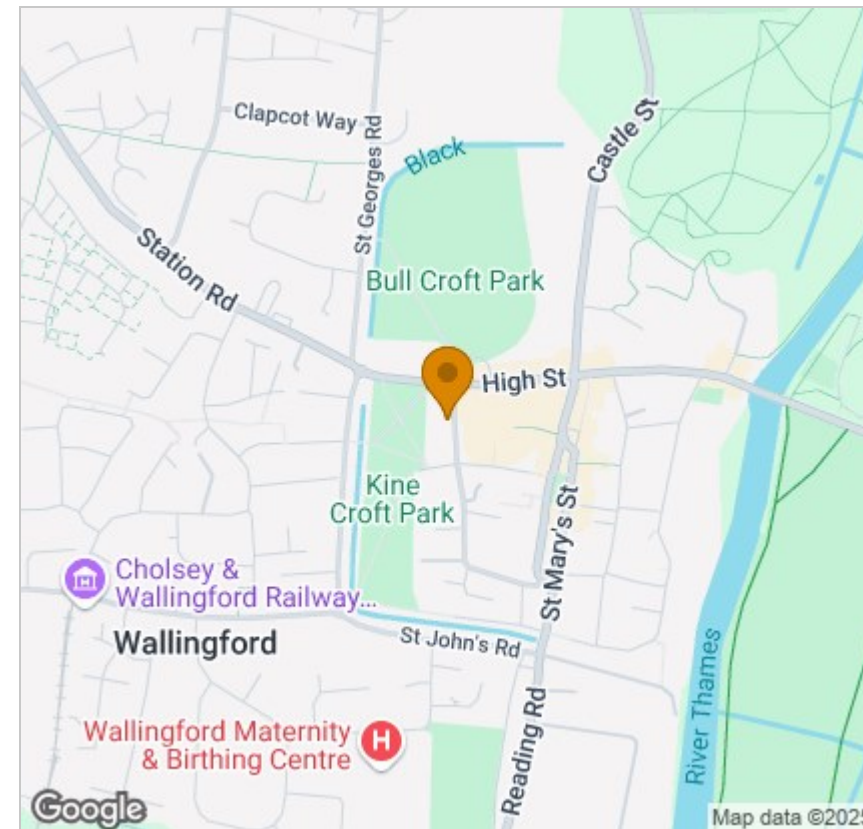 Clapcot Way
St Georges Rd
Black
Castle St
Station Rd
Bull Croft Park
High St
Kine
Croft Park
St Mary's St
Cholsey &
Wallingford Railway...
Wallingford
St John's Rd
Wallingford Maternity
& Birthing Centre
H
Reading Rd
River Thames
Google
Map data ©2025